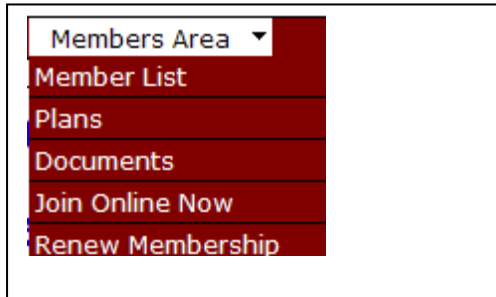 Members Area
Member List
Plans
Documents
Join Online Now
Renew Membership